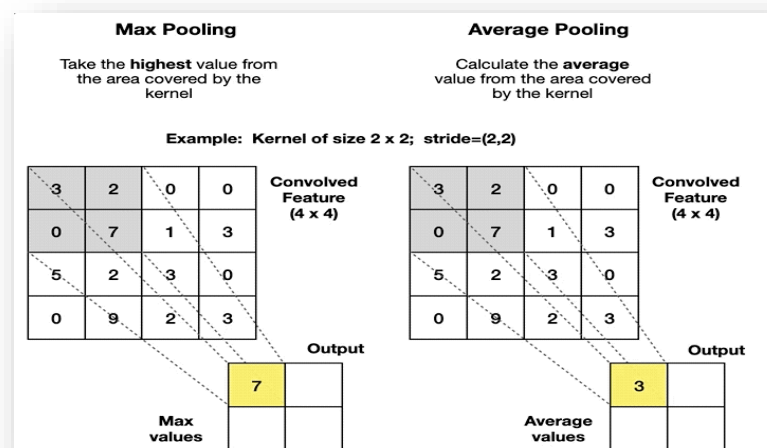 Max Pooling
Take the highest value from
the area covered by the
kernel
Average Pooling
Calculate the average
value from the area covered
by the kernel
Example: Kernel of size 2 x 2; stride=(2,2)
3 2 0 0
0 7 1 3
5 2 3 0
0 9 2 3
Convolved
Feature
(4 x 4)
Output
7
Max
values
3 2 0 0
0 7 1 3
5 2 3 0
0 9 2 3
Convolved
Feature
(4 x 4)
Output
3
Average
values